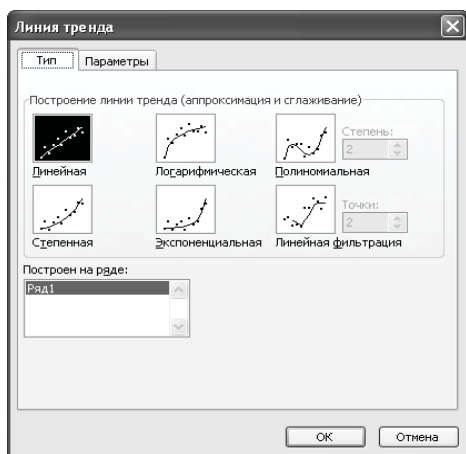 Линия тренда
Тип Параметры
Построение линии тренда (аппроксимация и сглаживание)
Степень:
2
Линейная Логарифмическая Полиномиальная
Точки:
2
Степенная Экспоненциальная Линейная фильтрация
Построен на ряде:
Ряд1
ОК Отмена